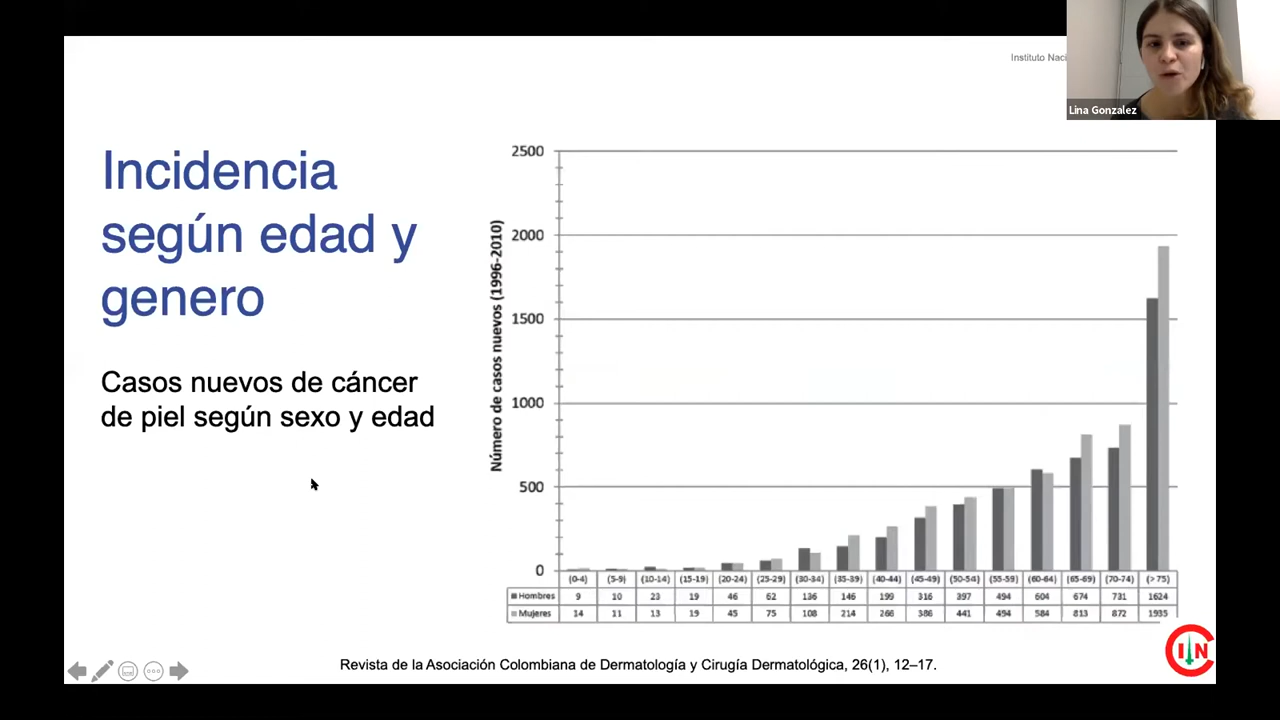 Instituto Naci
Lina Gonzalez
Incidencia
según edad y
genero
Casos nuevos de cáncer
de piel según sexo y edad
Número de casos nuevos (1996-2010)
2500
2000
1500
1000
500
0
(0-4) (5-9) (10-14) (15-19) (20-24) (25-29) (30-34) (35-39) (40-44) (45-49) (50-54) (55-59) (60-64) (65-69) (70-74) (>75)
Hombres 9 10 23 19 46 62 136 146 199 316 397 494 604 674 731 1624
Mujeres 14 11 13 19 45 75 108 214 266 386 441 494 584 813 872 1935
Revista de la Asociación Colombiana de Dermatología y Cirugía Dermatológica, 26(1), 12–17.
C I N